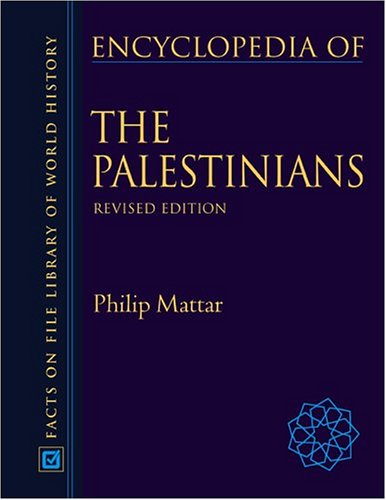 ENCYCLOPEDIA OF
THE
PALESTINIANS
REVISED EDITION
Philip Mattar
FACTS ON FILE LIBRARY OF WORLD HISTORY